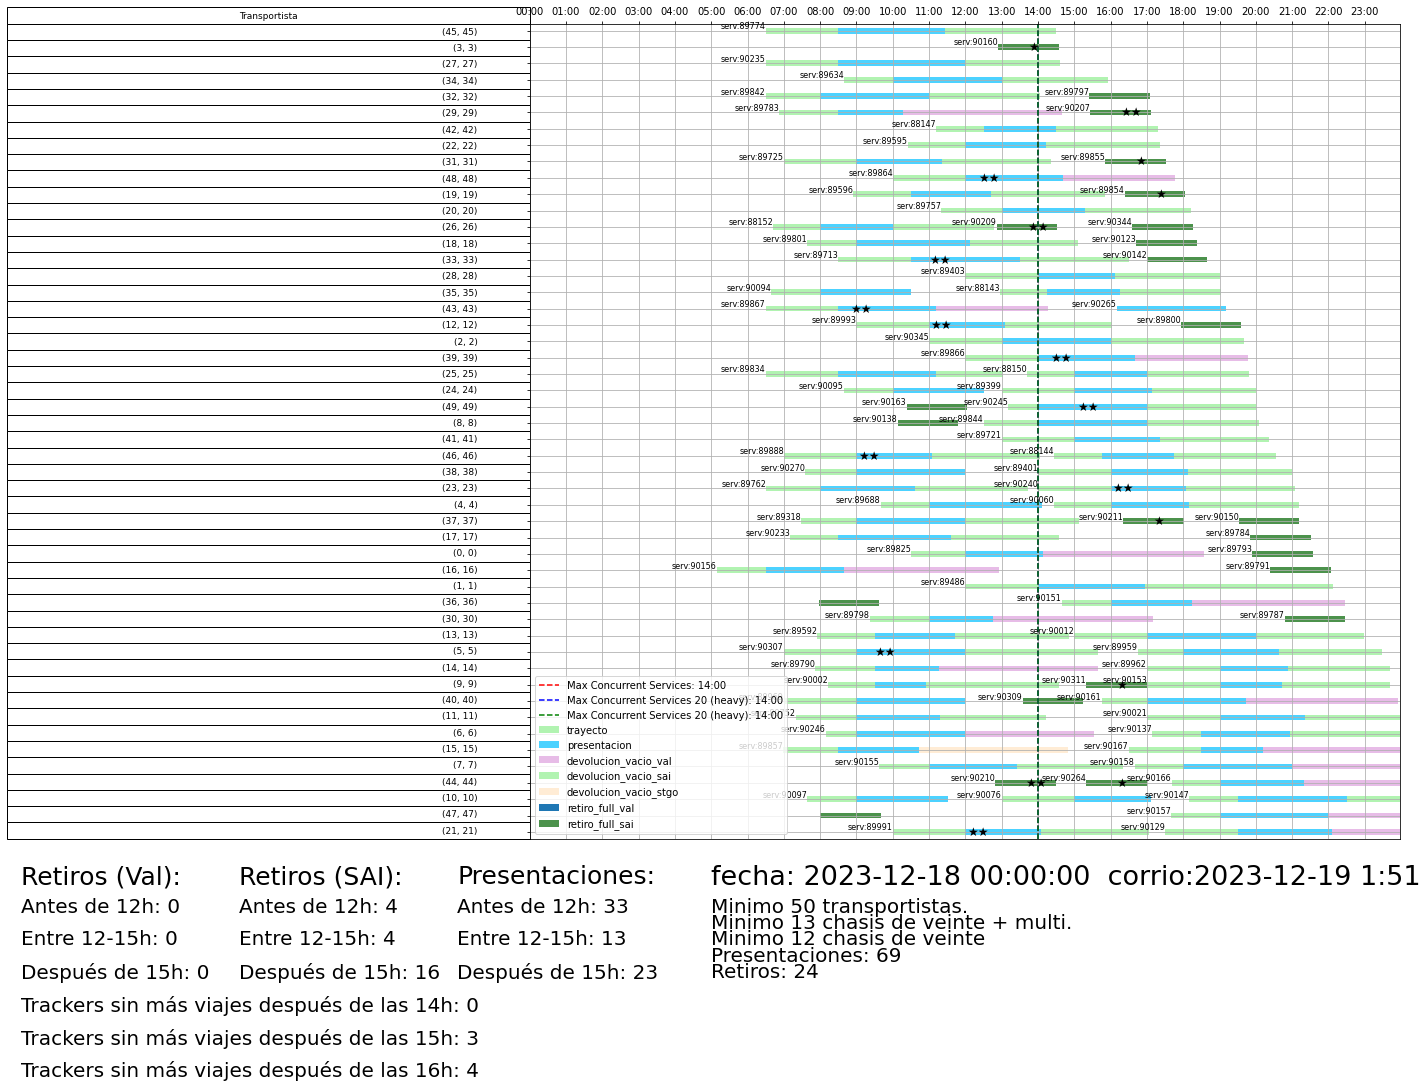 Transportista
00:00 01:00 02:00 03:00 04:00 05:00 06:00 07:00 08:00 09:00 10:00 11:00 12:00 13:00 14:00 15:00 16:00 17:00 18:00 19:00 20:00 21:00 22:00 23:00
(45, 45) serv:89774
(3, 3) serv:90160
(27, 27) serv:90235
(34, 34) serv:89634
(32, 32) serv:89842 serv:89797
(29, 29) serv:89783 serv:90207
(42, 42) serv:88147
(22, 22) serv:89595
(31, 31) serv:89725 serv:89855
(48, 48) serv:89864
(19, 19) serv:89596 serv:89854
(20, 20) serv:89757
(26, 26) serv:88152 serv:90209 serv:90344
(18, 18) serv:89801 serv:90123
(33, 33) serv:89713 serv:90142
(28, 28) serv:89403
(35, 35) serv:90094 serv:88143
(43, 43) serv:89867 serv:90265
(12, 12) serv:89993 serv:89800
(2, 2) serv:90345
(39, 39) serv:89866
(25, 25) serv:89834 serv:88150
(24, 24) serv:90095 serv:89399
(49, 49) serv:90163 serv:90245
(8, 8) serv:90138 serv:89844
(41, 41) serv:89721
(46, 46) serv:89888 serv:88144
(38, 38) serv:90270 serv:89401
(23, 23) serv:89762 serv:90240
(4, 4) serv:89688 serv:90060
(37, 37) serv:89318 serv:90211 serv:90150
(17, 17) serv:90233 serv:89784
(0, 0) serv:89825 serv:89793
(16, 16) serv:90156 serv:89791
(1, 1) serv:89486
(36, 36) serv:90151
(30, 30) serv:89798 serv:89787
(13, 13) serv:89592 serv:90012
(5, 5) serv:90307 serv:89959
(14, 14) serv:89790 serv:89962
(9, 9) serv:90002 serv:90311 serv:90153
(40, 40) serv:90309 serv:90161
(11, 11) serv:90021
(6, 6) serv:90246 serv:90137
(15, 15) serv:89857 serv:90167
(7, 7) serv:90155 serv:90158
(44, 44) serv:90210 serv:90264 serv:90166
(10, 10) serv:90097 serv:90076 serv:90147
(47, 47) serv:90157
(21, 21) serv:89991 serv:90129
Max Concurrent Services: 14:00
Max Concurrent Services 20 (heavy): 14:00
Max Concurrent Services 20 (heavy): 14:00
trayecto
presentacion
devolucion_vacio_val
devolucion_vacio_sai
devolucion_vacio_stgo
retiro_full_val
retiro_full_sai
Retiros (Val):
Antes de 12h: 0
Entre 12-15h: 0
Después de 15h: 0
Retiros (SAI):
Antes de 12h: 4
Entre 12-15h: 4
Después de 15h: 16
Presentaciones:
Antes de 12h: 33
Entre 12-15h: 13
Después de 15h: 23
Trackers sin más viajes después de las 14h: 0
Trackers sin más viajes después de las 15h: 3
Trackers sin más viajes después de las 16h: 4
fecha: 2023-12-18 00:00:00 corrio:2023-12-19 1:51
Minimo 50 transportistas.
Minimo 13 chasis de veinte + multi.
Minimo 12 chasis de veinte
Presentaciones: 69
Retiros: 24